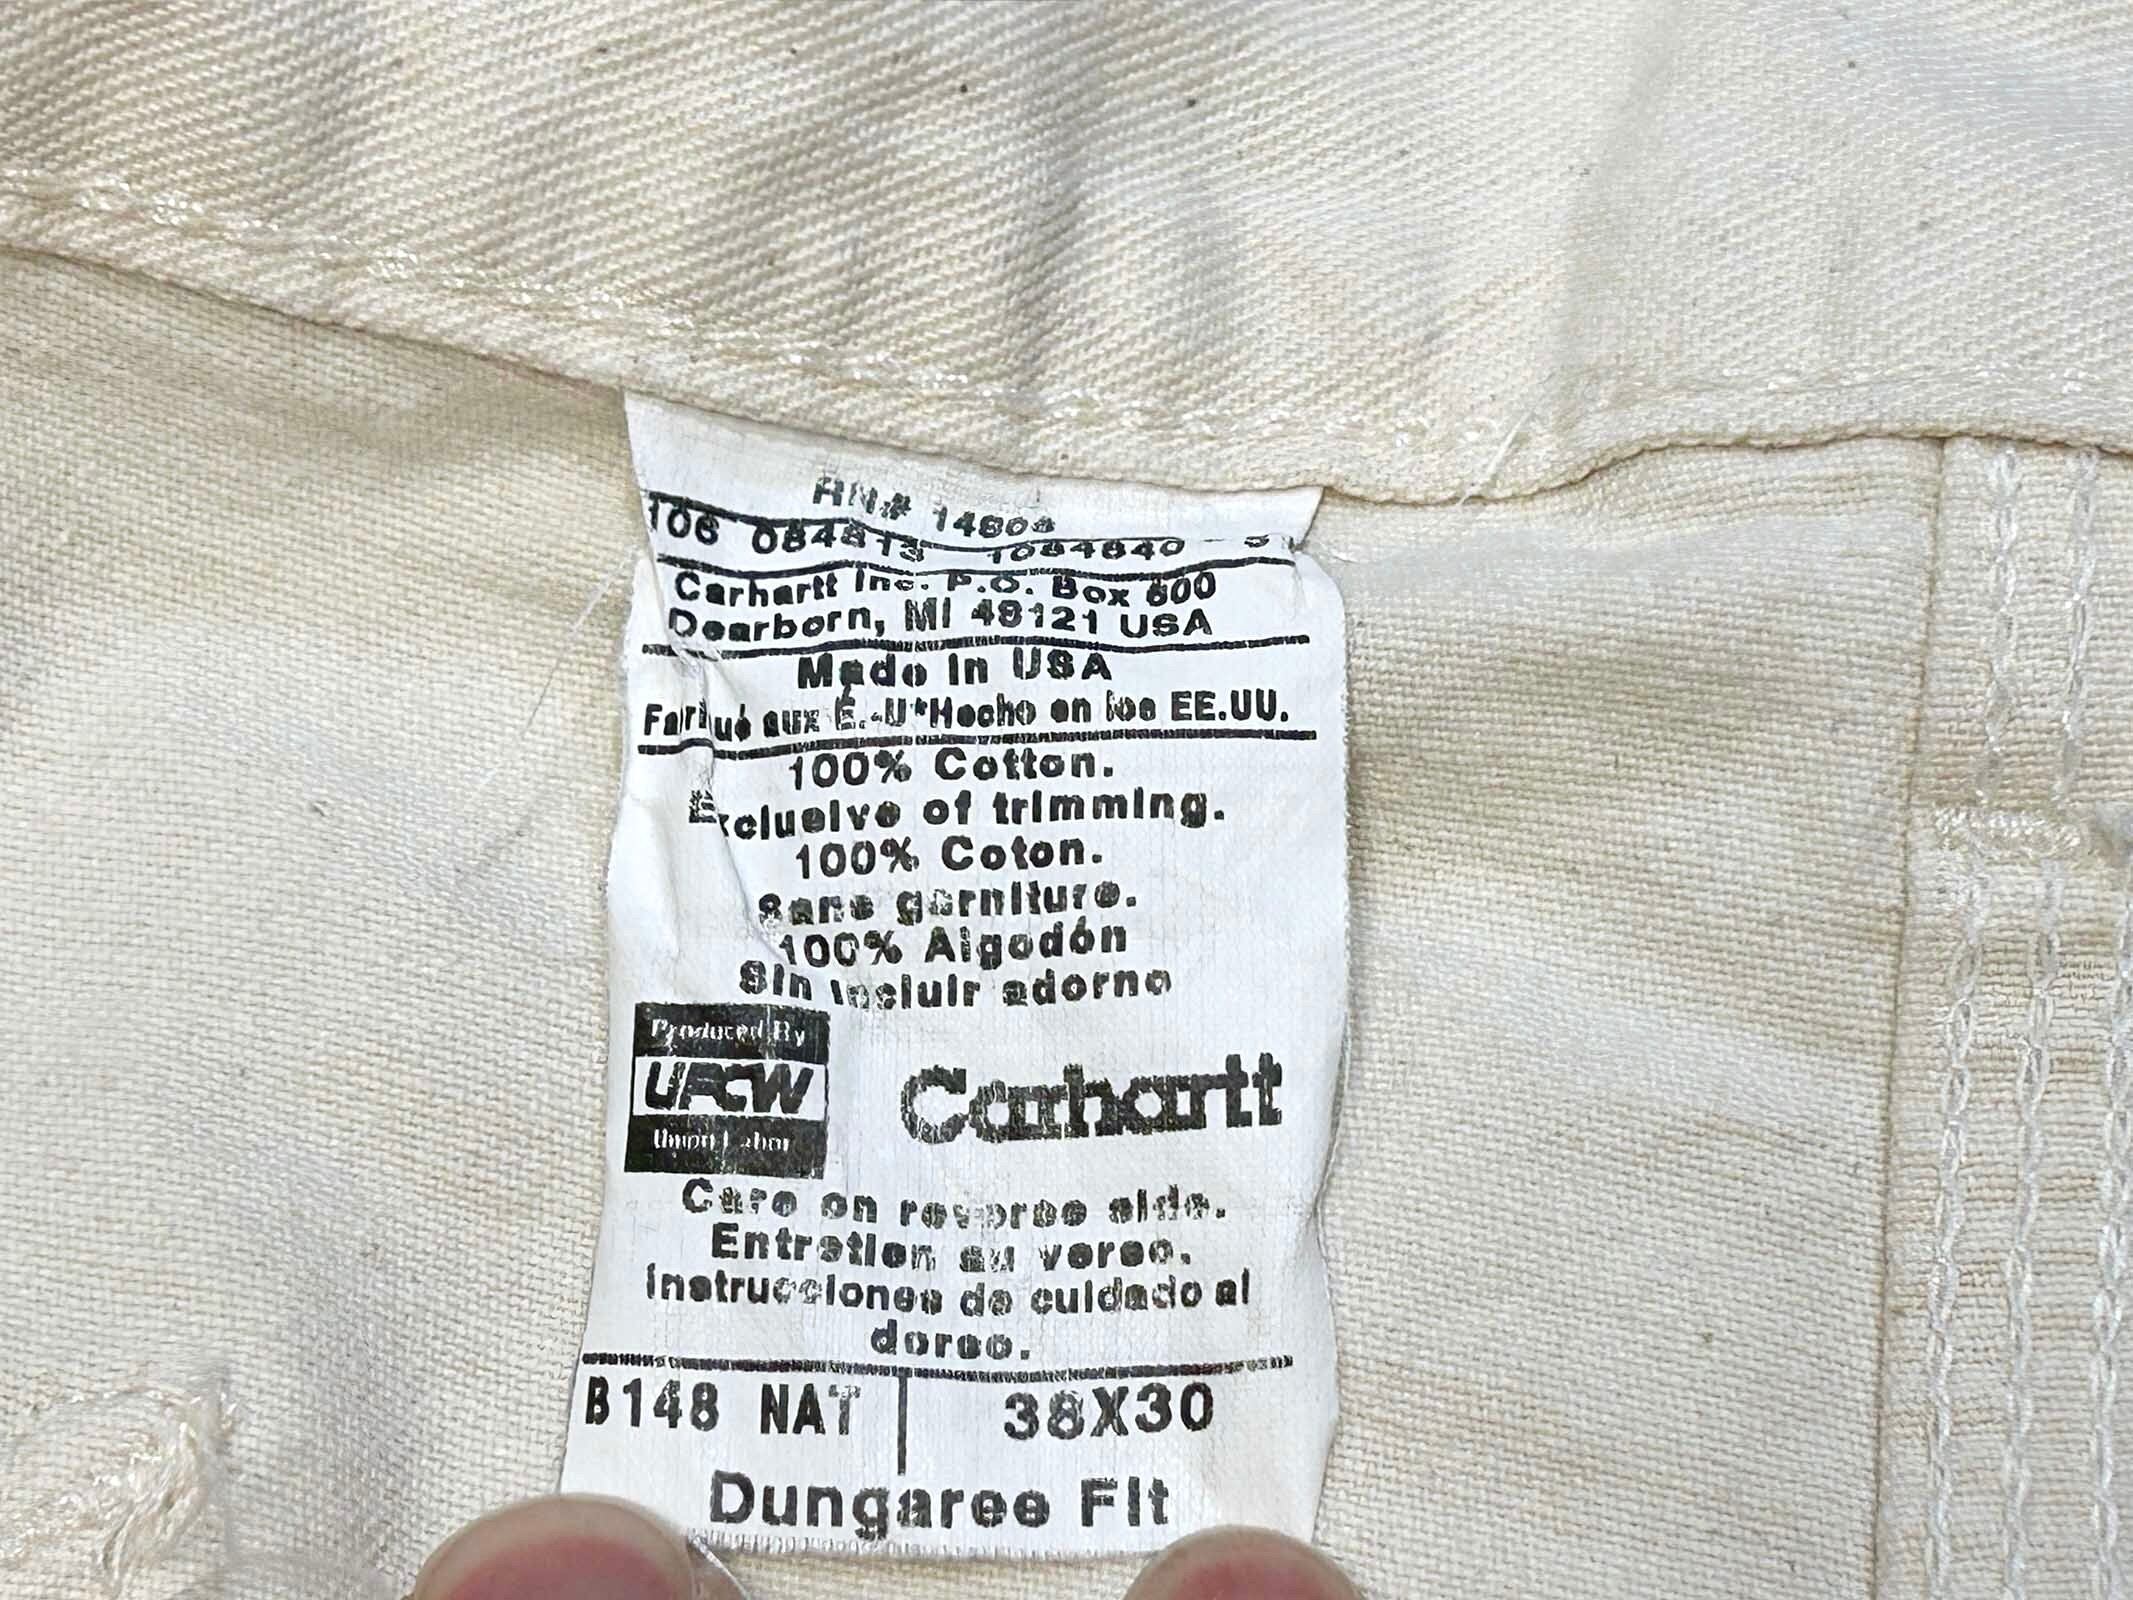 RN# 14806
106 084813 1084840 - 3
Carhartt Inc. P.O. Box 600
Dearborn, MI 48121 USA
Made in USA
aux É.-U*Hecho en los EE.UU.
100% Cotton.
Exclusive of trimming.
100% Coton.
Sans garniture.
100% Algodón
Sin incluir adorno
Produced By
UFCW
Union Label
Carhartt
Care on reverse side.
Entretien au verso.
Instrucciones de cuidado al
dorso.
B148 NAT | 38X30
Dungaree Fit